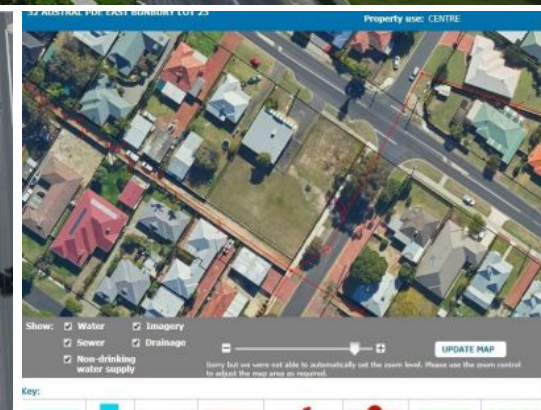 52 AUSTRAL PDE EAST BUNBURY LOT 25
Property use: CENTRE
Show: Water Imagery
Sewer Drainage
Non-drinking
water supply
UPDATE MAP
Sorry but we were not able to automatically set the zoom level. Please use the zoom control
to adjust the map area as required.
Key: